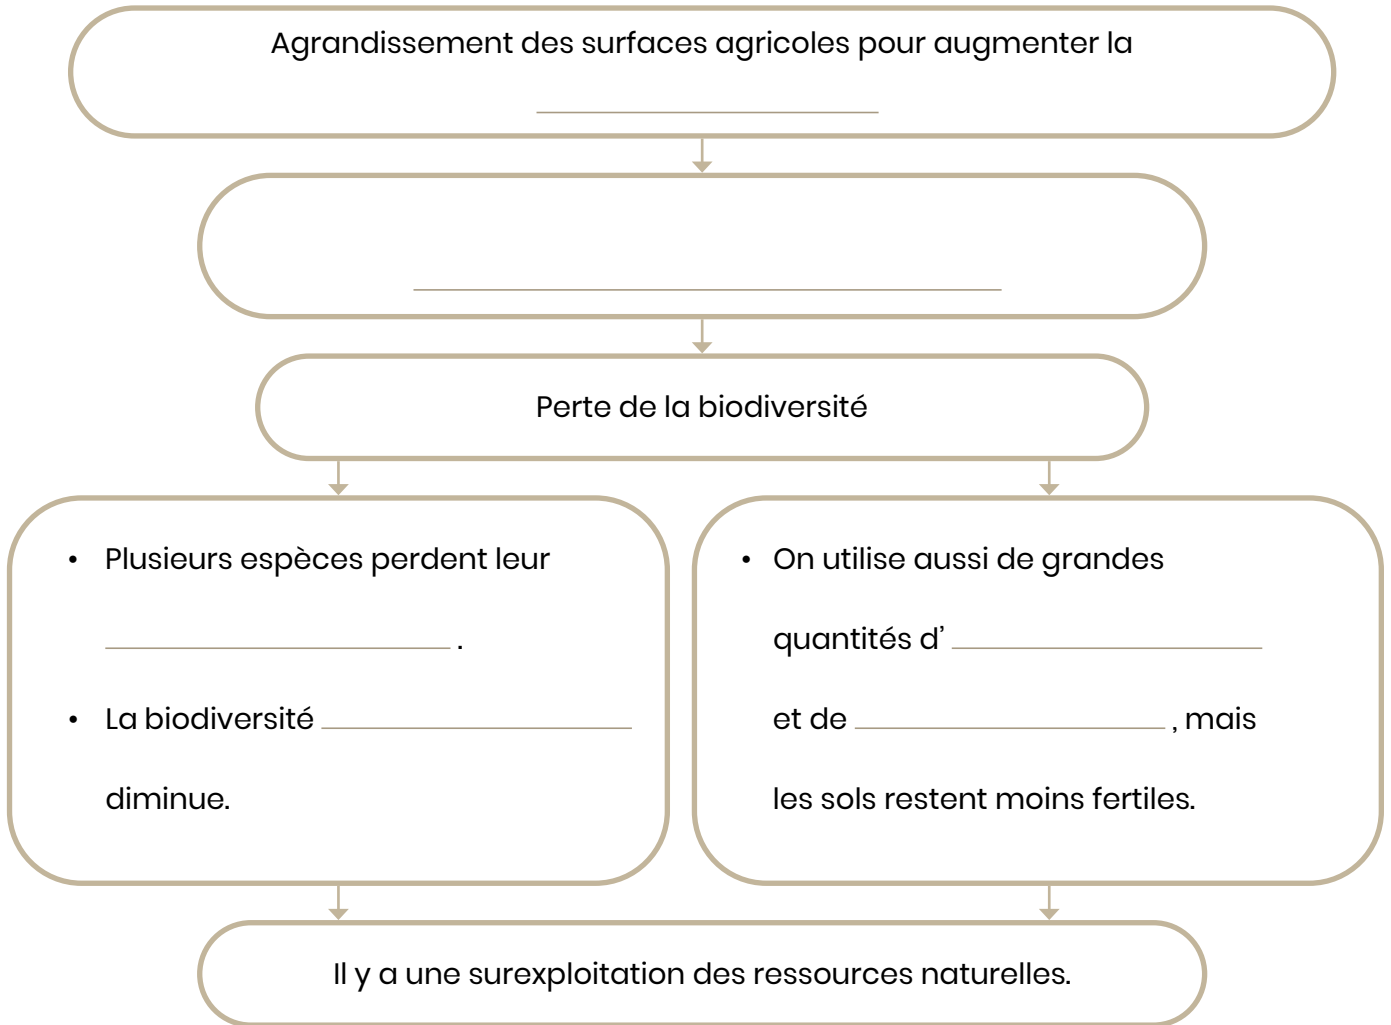 Agrandissement des surfaces agricoles pour augmenter la
Perte de la biodiversité
• Plusieurs espèces perdent leur
.
• La biodiversité
diminue.
• On utilise aussi de grandes
quantités d’
et de , mais
les sols restent moins fertiles.
Il y a une surexploitation des ressources naturelles.